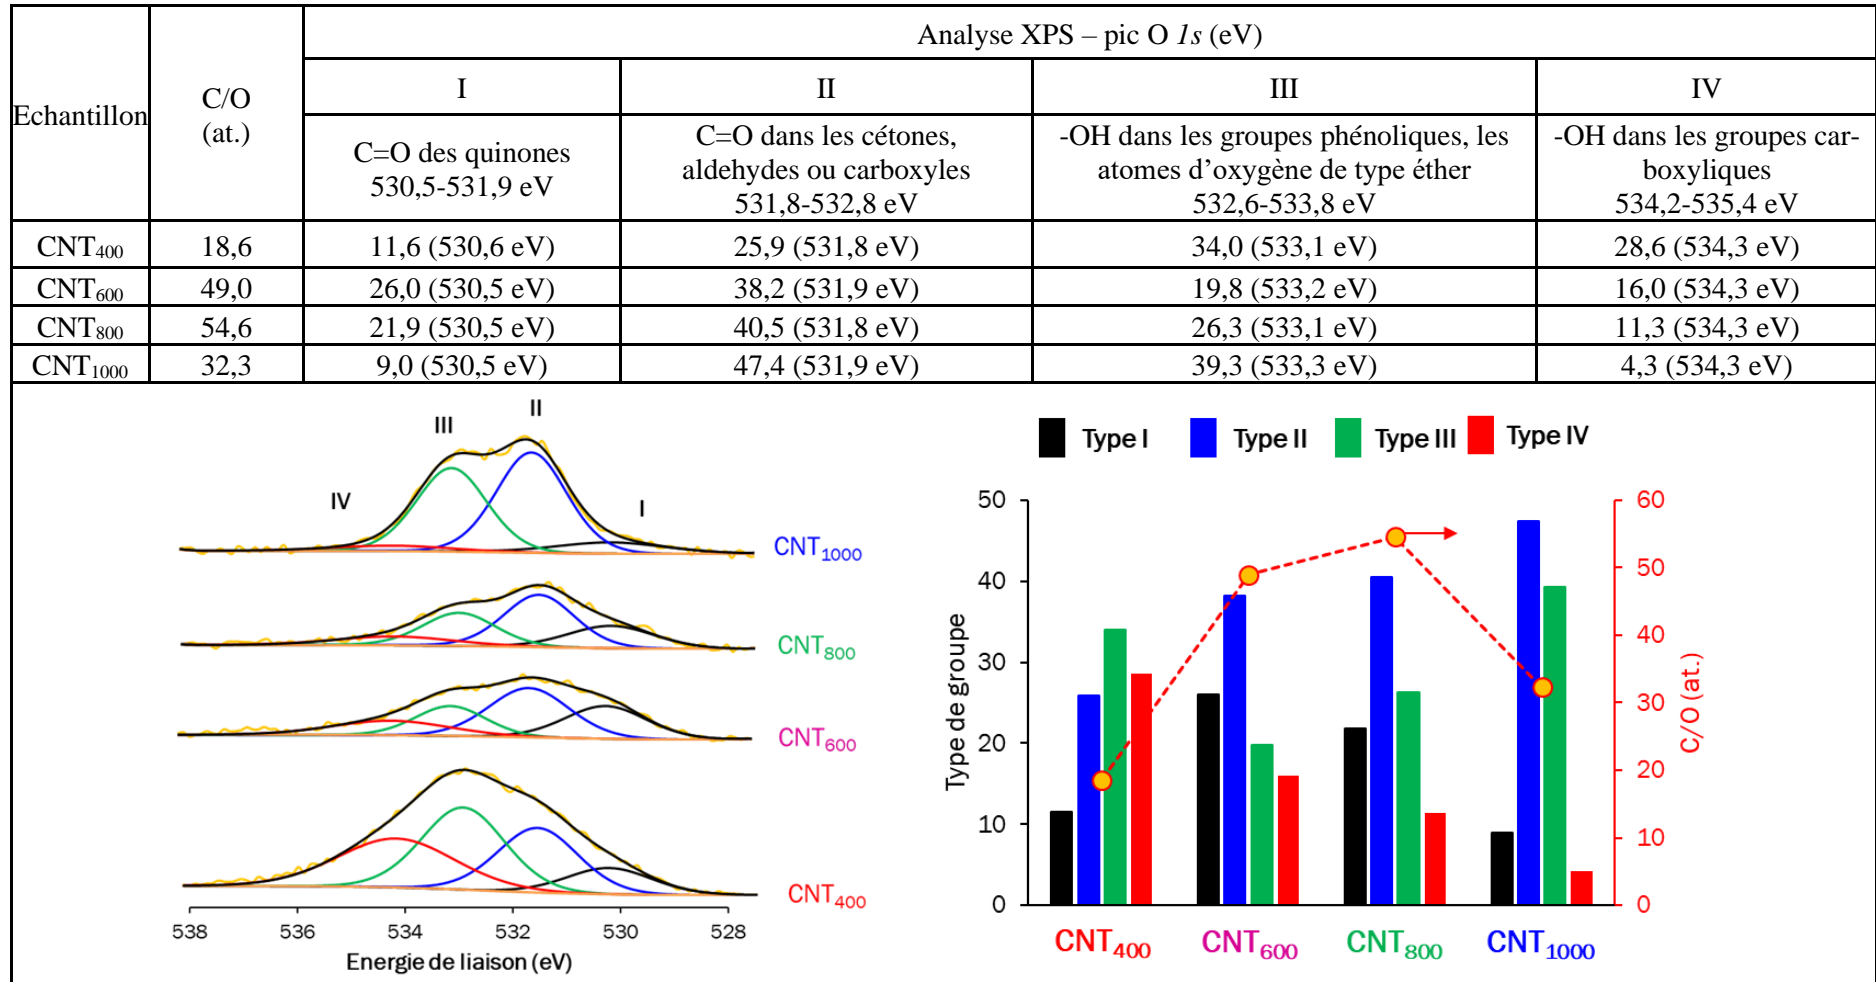 Analyse XPS – pic O 1s (eV)
Echantillon
C/O
(at.)
I
II
III
IV
C=O des quinones
530,5-531,9 eV
C=O dans les cétones,
aldehydes ou carboxyles
531,8-532,8 eV
-OH dans les groupes phénoliques, les
atomes d’oxygène de type éther
532,6-533,8 eV
-OH dans les groupes car-
boxyliques
534,2-535,4 eV
CNT400 18,6 11,6 (530,6 eV) 25,9 (531,8 eV) 34,0 (533,1 eV) 28,6 (534,3 eV)
CNT600 49,0 26,0 (530,5 eV) 38,2 (531,9 eV) 19,8 (533,2 eV) 16,0 (534,3 eV)
CNT800 54,6 21,9 (530,5 eV) 40,5 (531,8 eV) 26,3 (533,1 eV) 11,3 (534,3 eV)
CNT1000 32,3 9,0 (530,5 eV) 47,4 (531,9 eV) 39,3 (533,3 eV) 4,3 (534,3 eV)
II
III
IV
I
CNT1000
CNT800
CNT600
CNT400
538 536 534 532 530 528
Energie de liaison (eV)
Type I Type II Type III Type IV
50
40
30
20
10
0
Type de groupe
60
50
40
30
20
10
0
C/O (at.)
CNT400 CNT600 CNT800 CNT1000